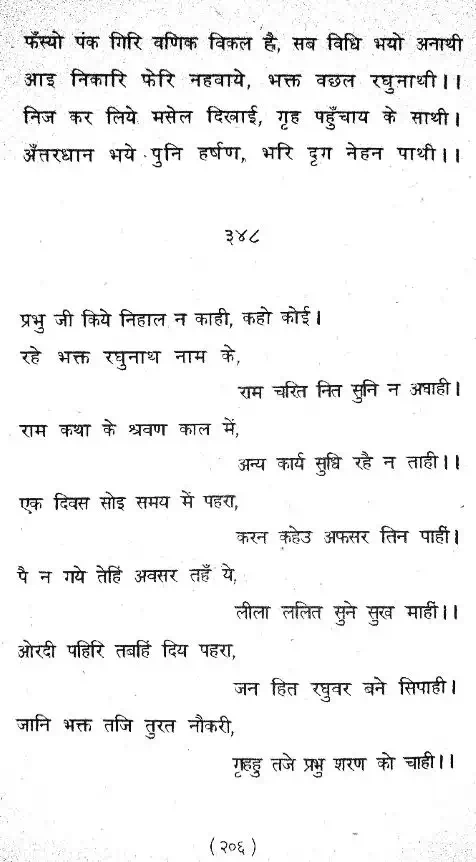 फँस्यो पंक गिरि वणिक विकल है, सब विधि भयो अनाथी
आइ निकारि फेरि नहवाये, भक्त वछल रघुनाथी।।
निज कर लिये मसेल दिखाई, गृह पहुँचाय के साथी।
अँतरधान भये पुनि हर्षण, भरि दृग नेहन पाथी।।
३४८
प्रभु जी किये निहाल न काही, कहो कोई।
रहे भक्त रघुनाथ नाम के,
राम चरित नित सुनि न अघाही।
राम कथा के श्रवण काल में,
अन्य कार्य सुधि रहै न ताही।।
एक दिवस सोइ समय में पहरा,
करन कहेउ अफसर तिन पाहीं।
पै न गये तेहिं अवसर तहँ ये,
लीला ललित सुने सुख माहीं।।
ओरदी पहिरि तबहिं दिय पहरा,
जन हित रघुवर बने सिपाही।
जानि भक्त तजि तुरत नौकरी,
गृहहु तजे प्रभु शरण को चाही।।
(२०६)